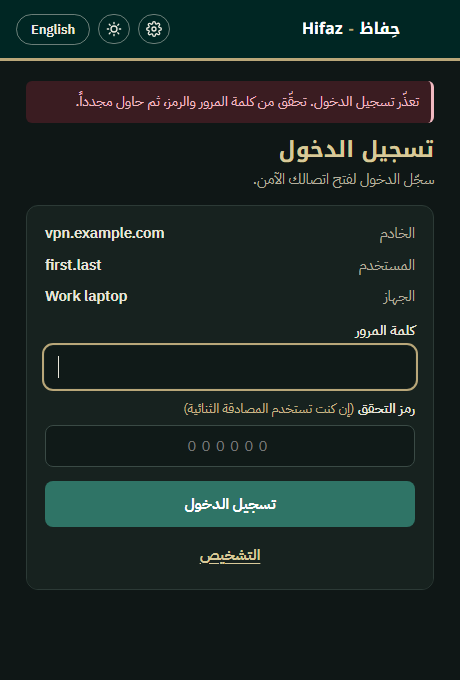 حِفاظ - Hifaz
English
تعذّر تسجيل الدخول. تحقّق من كلمة المرور والرمز، ثم حاول مجدداً.
تسجيل الدخول
سجّل الدخول لفتح اتصالك الآمن.
الخادم vpn.example.com
المستخدم first.last
الجهاز Work laptop
كلمة المرور
رمز التحقق (إن كنت تستخدم المصادقة الثنائية)
000000
تسجيل الدخول
التشخيص